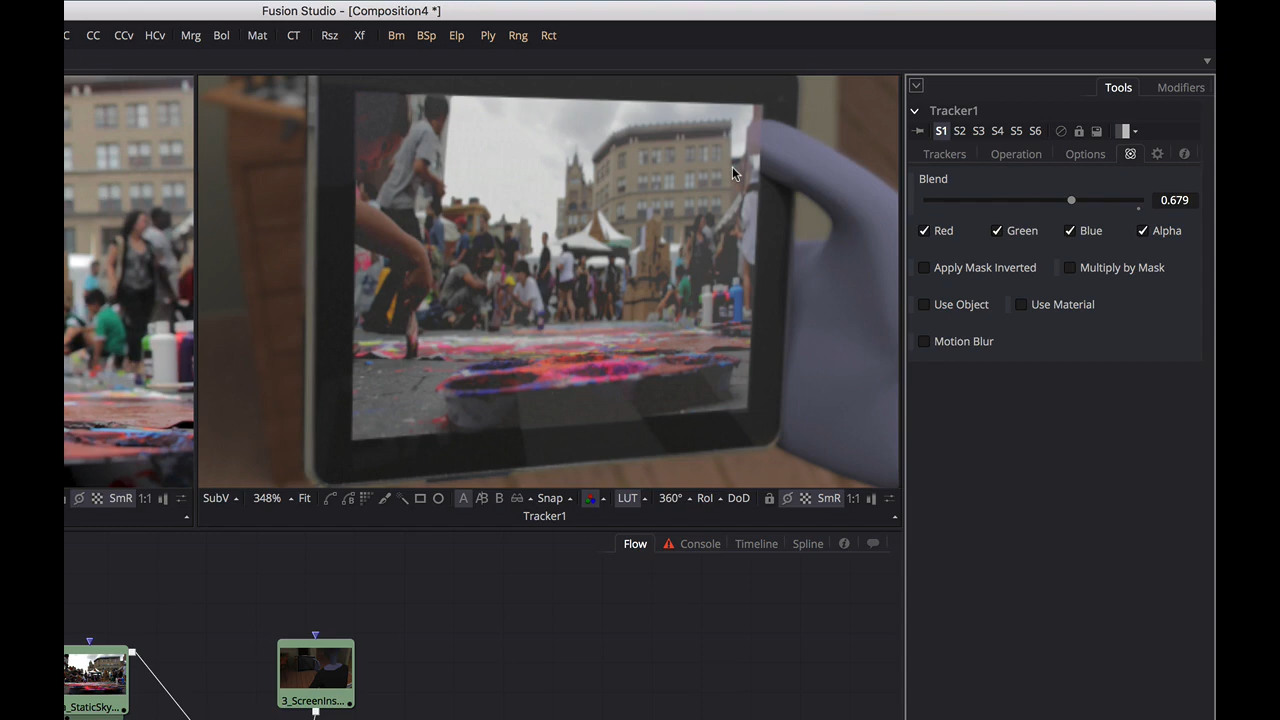 Fusion Studio - [Composition4 *]
C CC CCv HCv Mrg Bol Mat CT Rsz Xf Bm BSp Elp Ply Rng Rct
Tools Modifiers
Tracker1
S1 S2 S3 S4 S5 S6
Trackers Operation Options
Blend
0.679
Red Green Blue Alpha
Apply Mask Inverted Multiply by Mask
Use Object Use Material
Motion Blur
SmR 1:1
SubV 348% Fit A B Snap LUT 360° RoI DoD SmR 1:1
Tracker1
Flow Console Timeline Spline
_StaticSky...
3_ScreenIns...